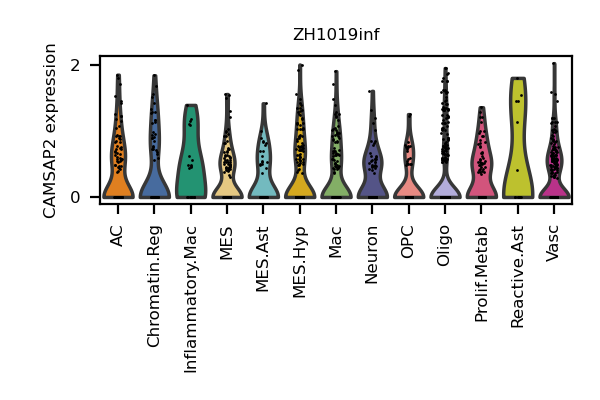 ZH1019inf
CAMSAP2 expression
2
0
AC
Chromatin.Reg
Inflammatory.Mac
MES
MES.Ast
MES.Hyp
Mac
Neuron
OPC
Oligo
Prolif.Metab
Reactive.Ast
Vasc